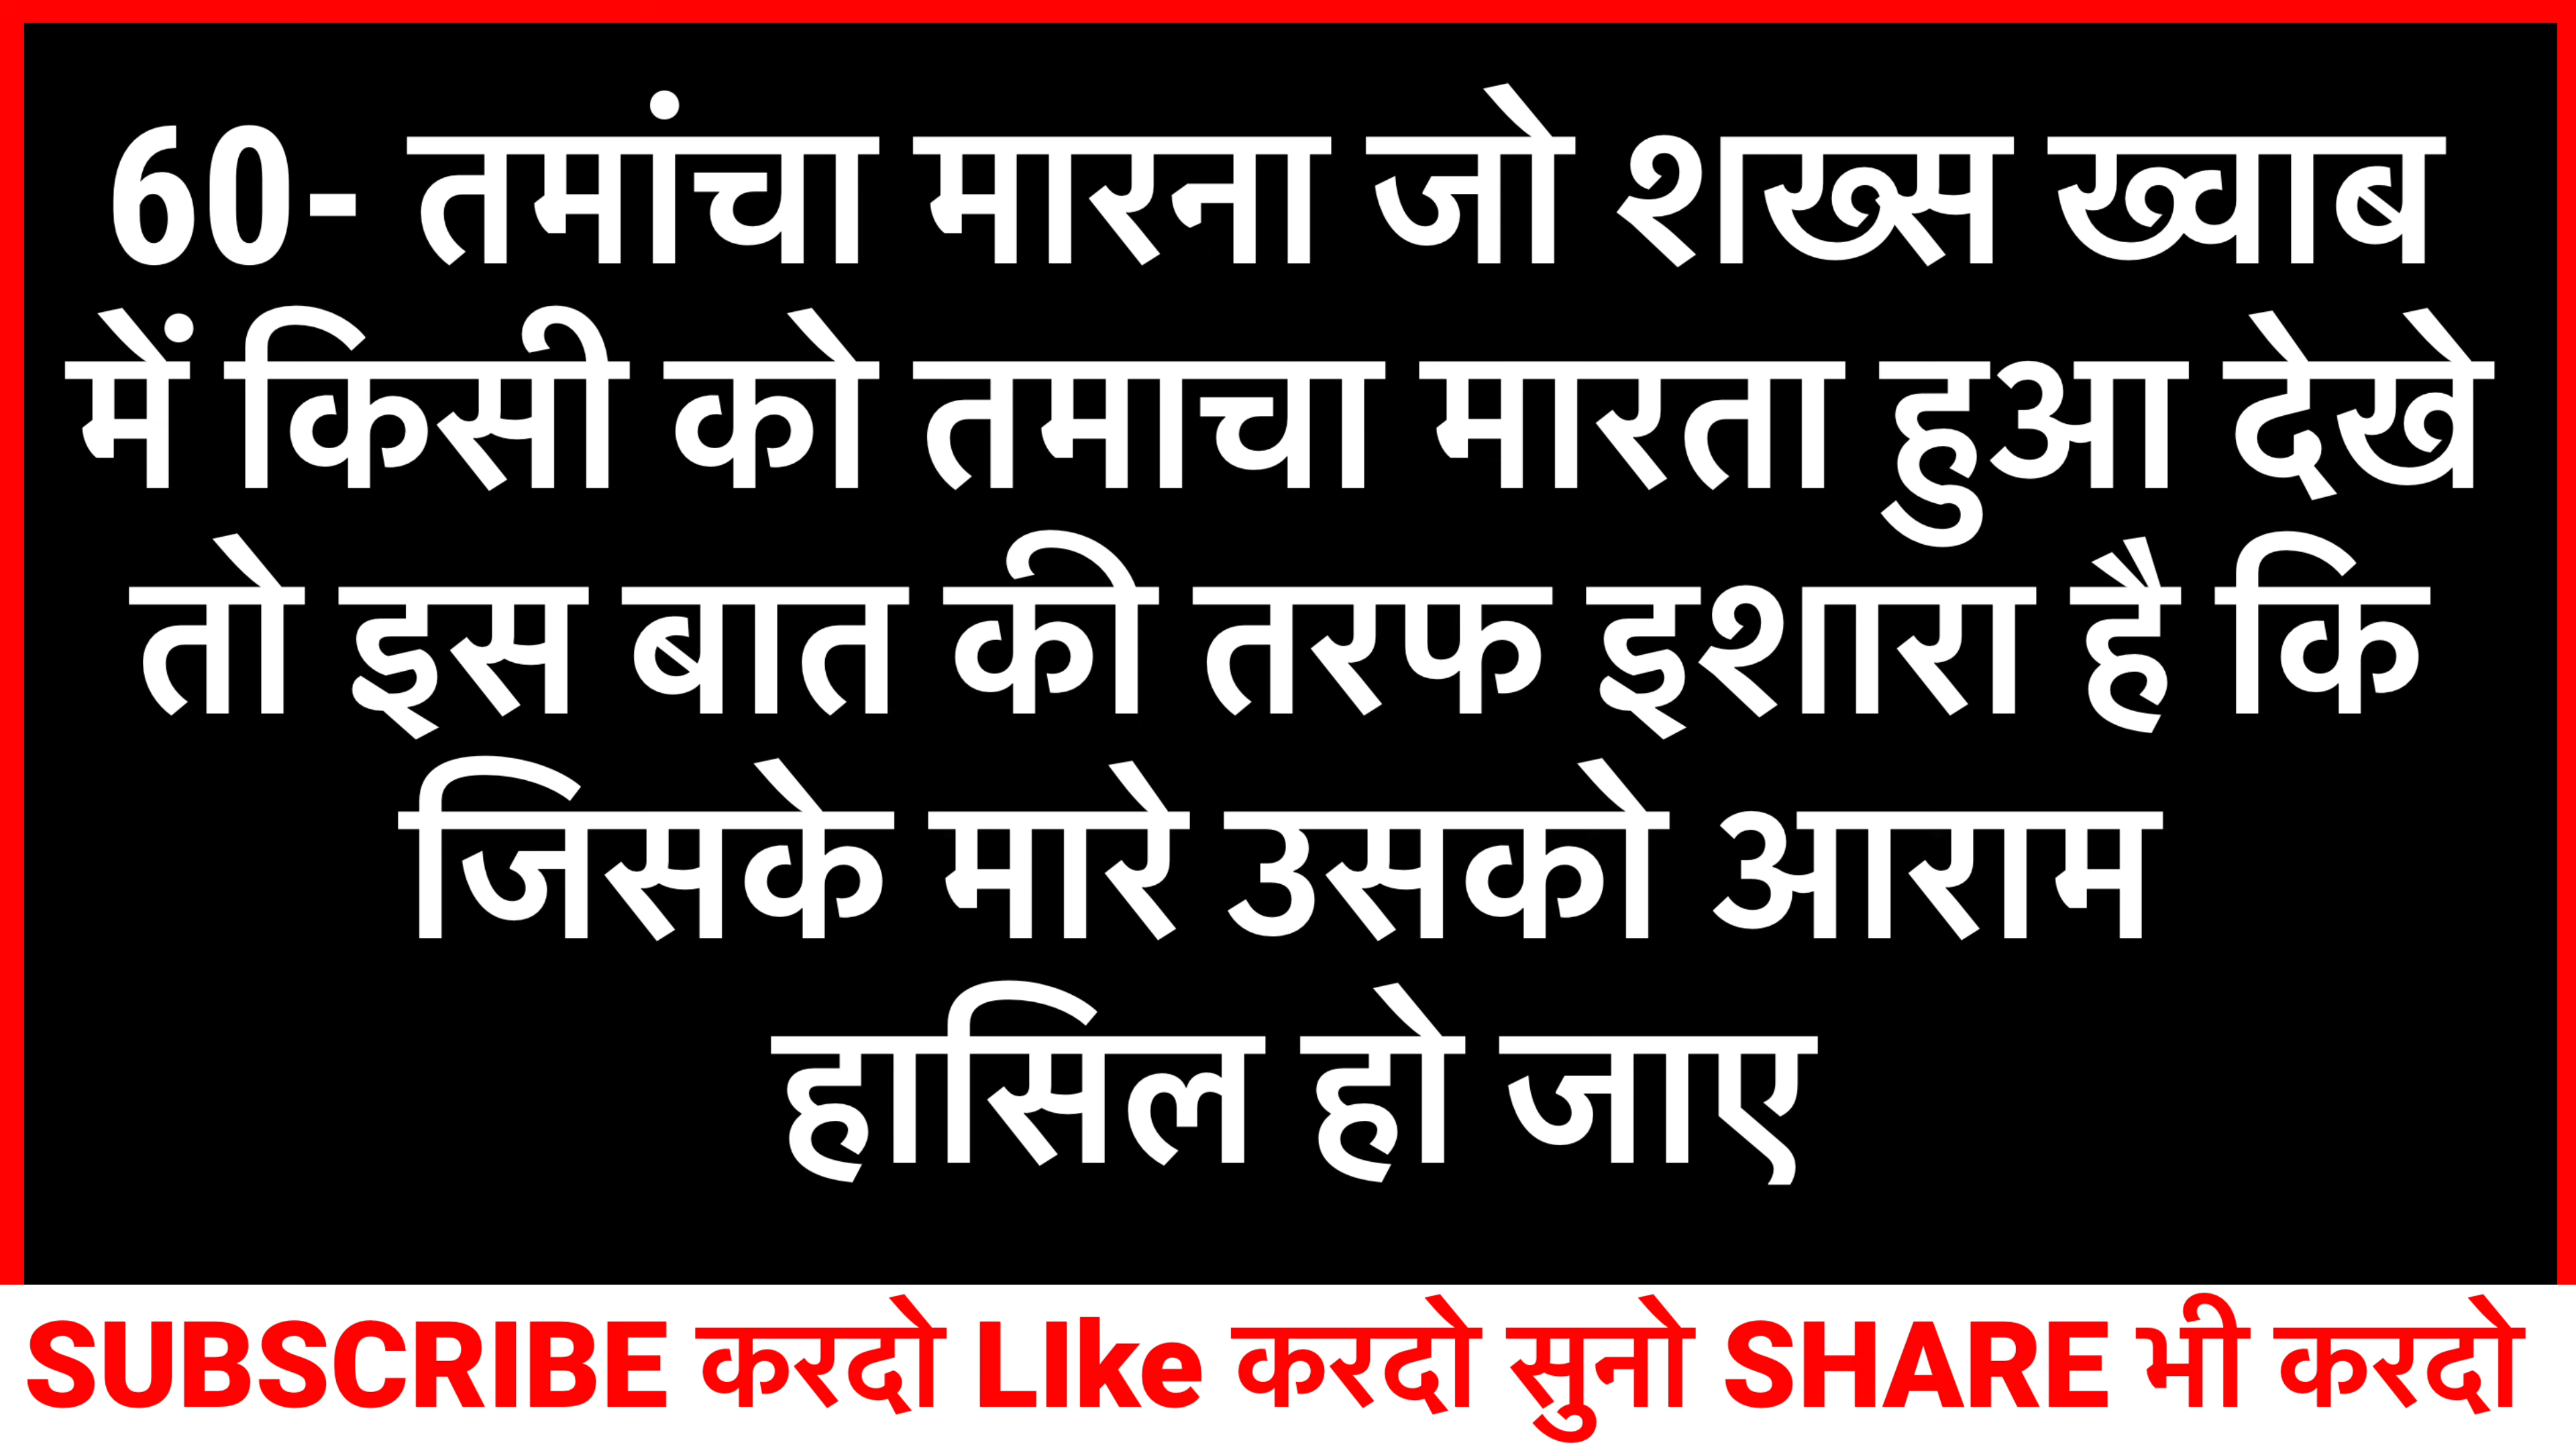 60- तमांचा मारना जो शख्स ख्वाब
में किसी को तमाचा मारता हुआ देखे
तो इस बात की तरफ इशारा है कि
जिसके मारे उसको आराम
हासिल हो जाए
SUBSCRIBE करदो LIke करदो सुनो SHARE भी करदो